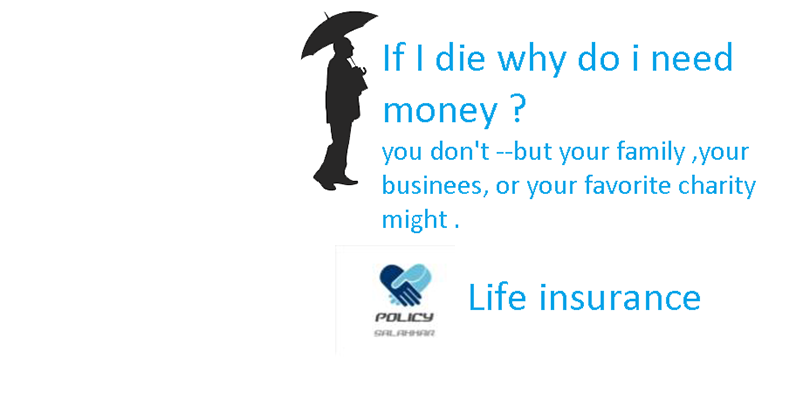 If I die why do i need
money ?
you don't --but your family ,your
businees, or your favorite charity
might .
POLICY
SALAHKAR
Life insurance